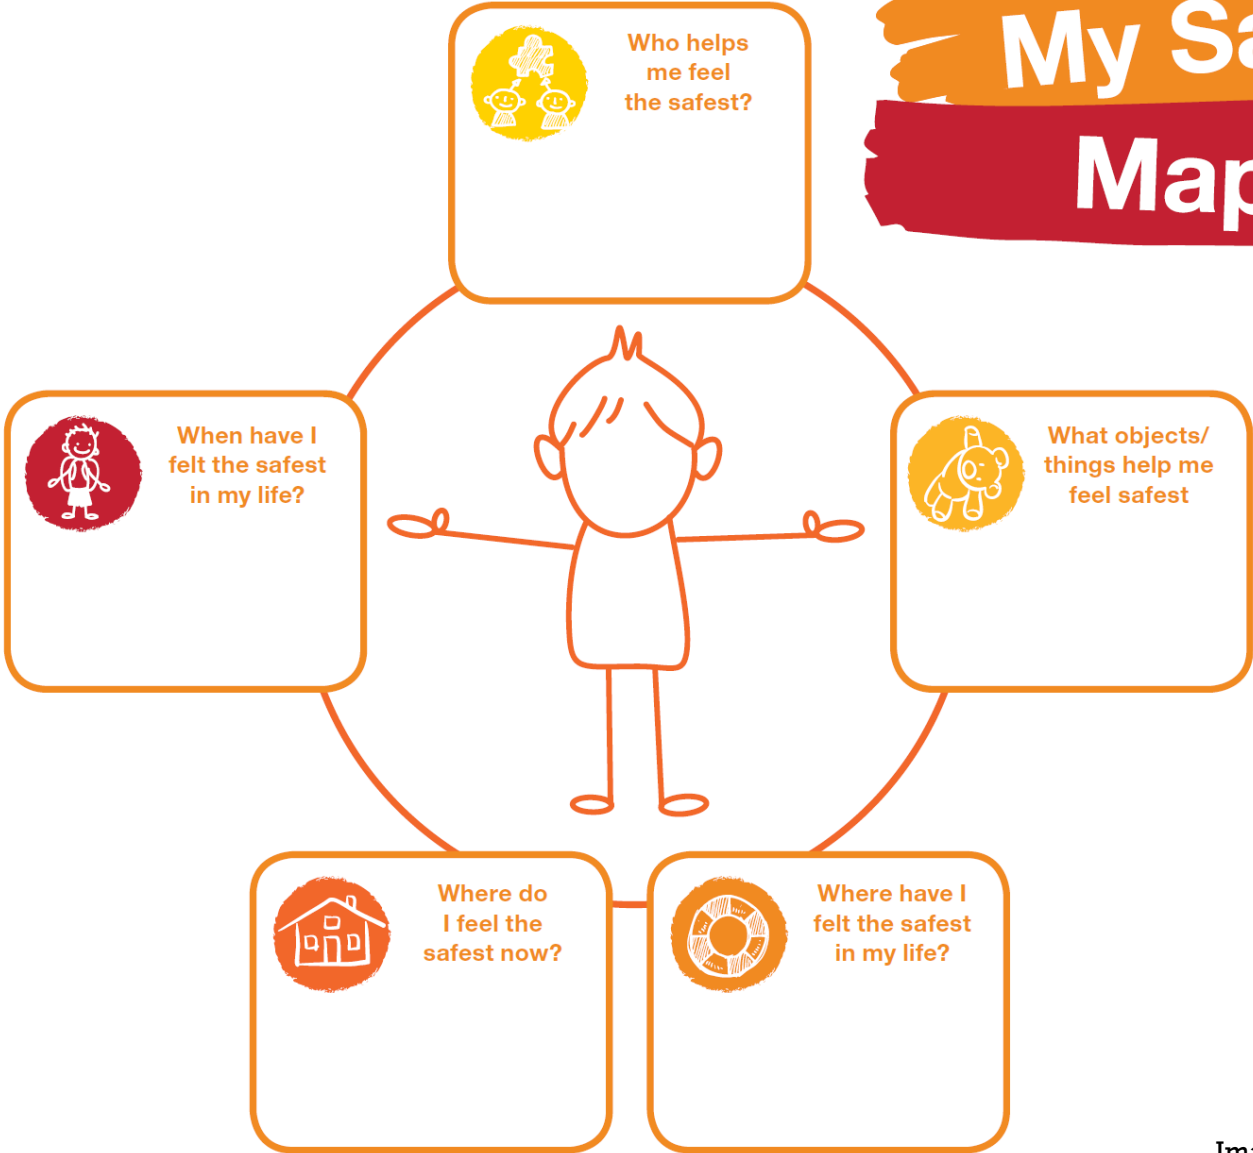 Who helps
me feel
the safest?
My Sa
Map
When have I
felt the safest
in my life?
What objects/
things help me
feel safest
Where do
I feel the
safest now?
Where have I
felt the safest
in my life?